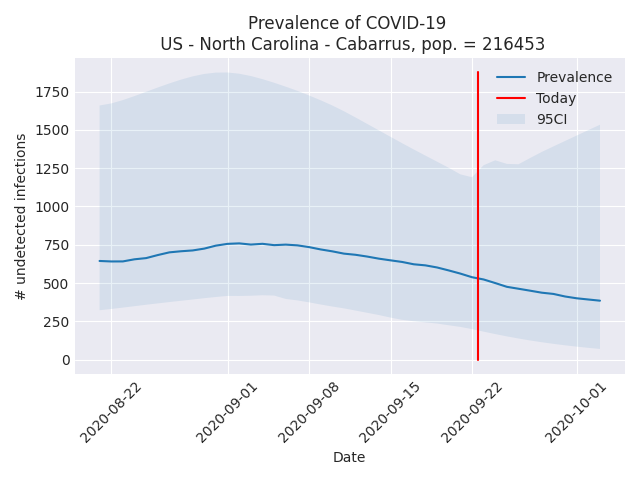 Prevalence of COVID-19
US - North Carolina - Cabarrus, pop. = 216453
Prevalence
Today
95CI
# undetected infections
1750
1500
1250
1000
750
500
250
0
2020-08-22
2020-09-01
2020-09-08
2020-09-15
2020-09-22
2020-10-01
Date